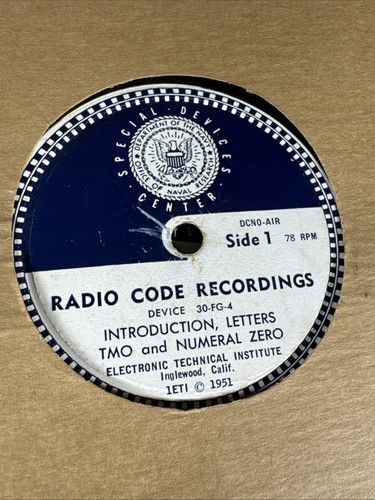 SPECIAL DEVICES
CENTER
DEPARTMENT OF THE NAVY
OFFICE OF NAVAL RESEARCH
DCNO-AIR
Side 1 78 RPM
RADIO CODE RECORDINGS
DEVICE 30-FG-4
INTRODUCTION, LETTERS
TMO and NUMERAL ZERO
ELECTRONIC TECHNICAL INSTITUTE
Inglewood, Calif.
1ETI © 1951